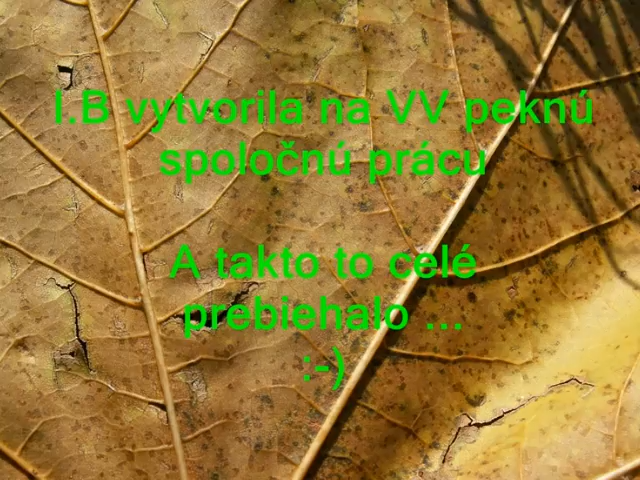 I.B vytvorila na VV peknú
spoločnú prácu
A takto to celé
prebiehalo ...
:-)